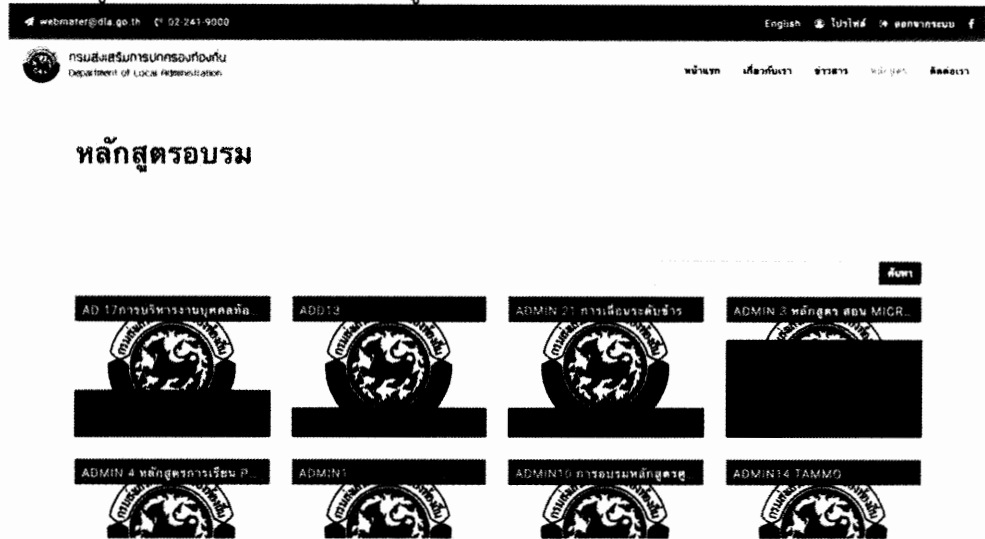 webmater@dla.go.th 02-241-9000 English โปรไฟล์ ออกจากระบบ
กรมส่งเสริมการปกครองท้องถิ่น
Department of Local Administration
หน้าแรก เกี่ยวกับเรา ข่าวสาร หลักสูตร ติดต่อเรา
หลักสูตรอบรม
ค้นหา
AD 17การบริหารงานบุคคลท้อ...
ADD13
ADMIN 21 การเลื่อนระดับข้าร
ADMIN 3 หลักสูตร สอน MICR...
ADMIN 4 หลักสูตรการเรียน P...
ADMIN1
ADMIN10 การอบรมหลักสูตรศู
ADMIN14 TAMMO